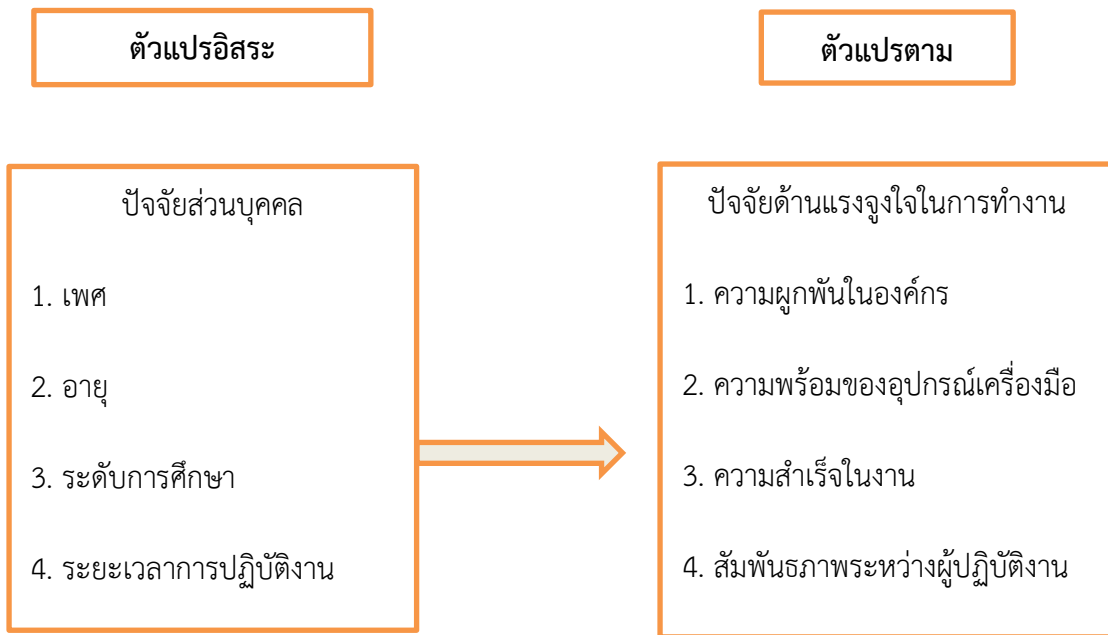 ตัวแปรอิสระ
ตัวแปรตาม
ปัจจัยส่วนบุคคล
1. เพศ
2. อายุ
3. ระดับการศึกษา
4. ระยะเวลาการปฏิบัติงาน
ปัจจัยด้านแรงจูงใจในการทำงาน
1. ความผูกพันในองค์กร
2. ความพร้อมของอุปกรณ์เครื่องมือ
3. ความสำเร็จในงาน
4. สัมพันธภาพระหว่างผู้ปฏิบัติงาน